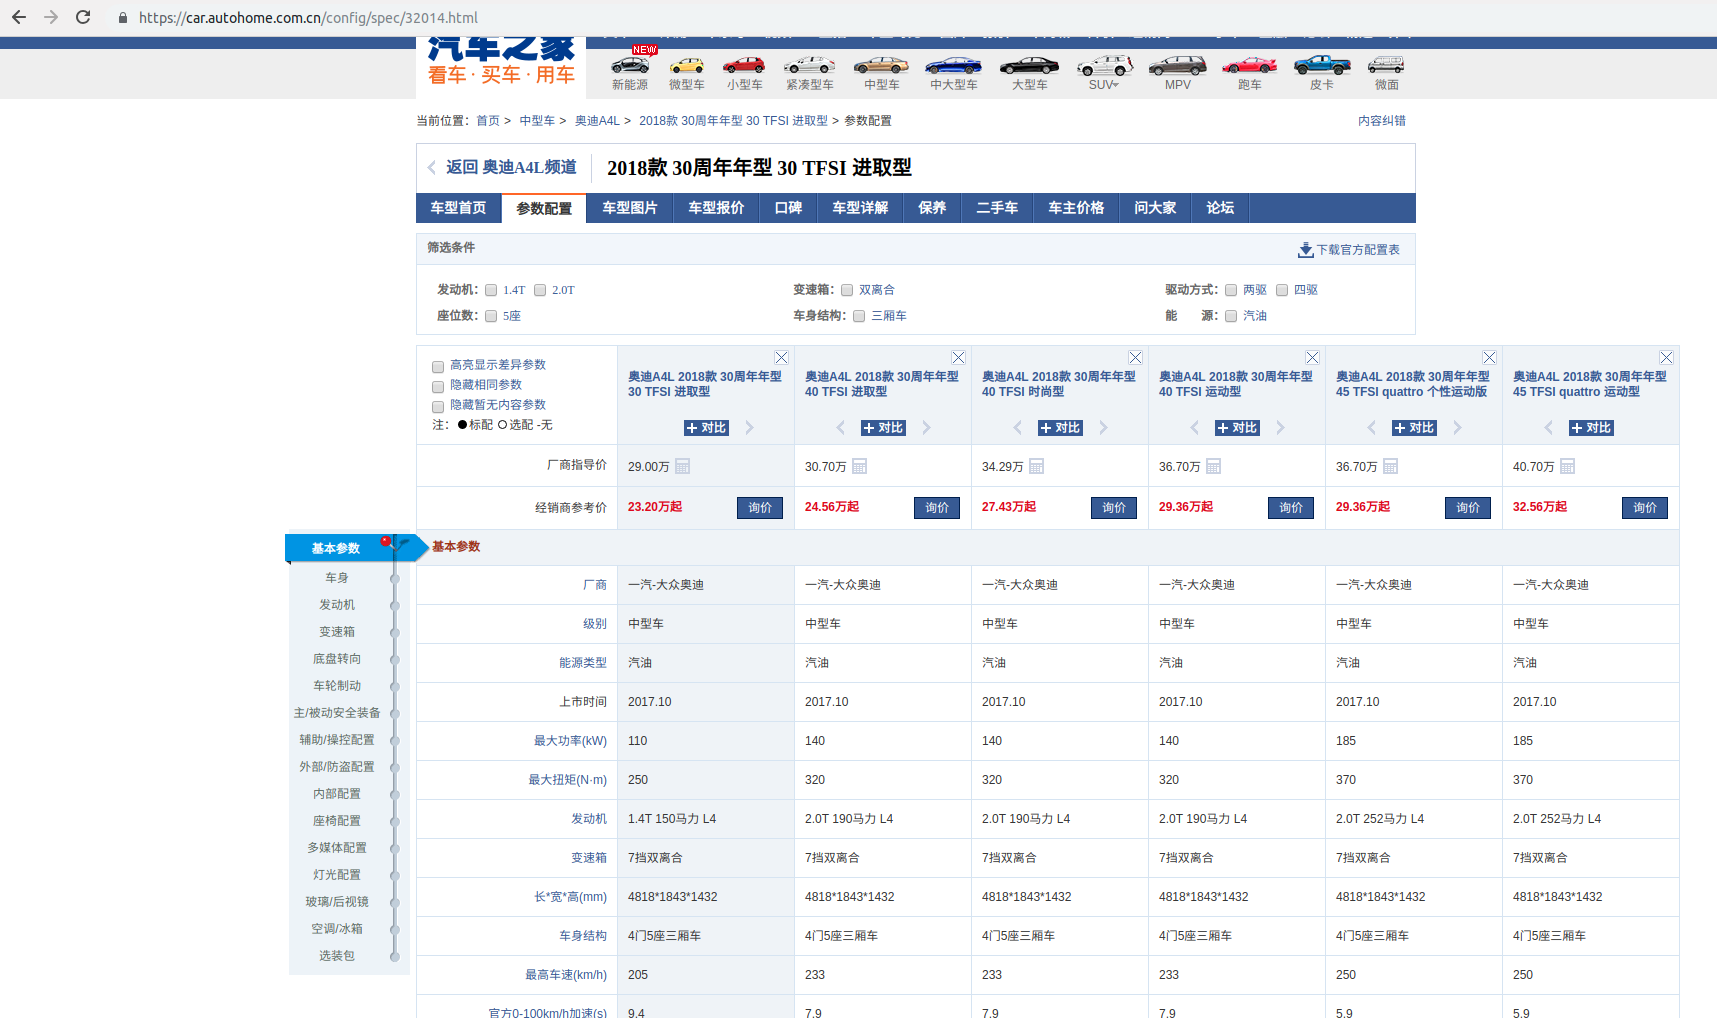 https://car.autohome.com.cn/config/spec/32014.html
汽车之家
看车·买车·用车
NEW
新能源 微型车 小型车 紧凑型车 中型车 中大型车 大型车 SUV MPV 跑车 皮卡 微面
当前位置：首页 > 中型车 > 奥迪A4L > 2018款 30周年年型 30 TFSI 进取型 > 参数配置 内容纠错
返回 奥迪A4L频道 2018款 30周年年型 30 TFSI 进取型
车型首页 参数配置 车型图片 车型报价 口碑 车型详解 保养 二手车 车主价格 问大家 论坛
筛选条件 下载官方配置表
发动机： 1.4T 2.0T 变速箱： 双离合 驱动方式： 两驱 四驱
座位数： 5座 车身结构： 三厢车 能 源： 汽油
高亮显示差异参数
隐藏相同参数
隐藏暂无内容参数
注： ●标配 ○选配 -无
奥迪A4L 2018款 30周年年型 30 TFSI 进取型
+ 对比
奥迪A4L 2018款 30周年年型 40 TFSI 进取型
+ 对比
奥迪A4L 2018款 30周年年型 40 TFSI 时尚型
+ 对比
奥迪A4L 2018款 30周年年型 40 TFSI 运动型
+ 对比
奥迪A4L 2018款 30周年年型 45 TFSI quattro 个性运动版
+ 对比
奥迪A4L 2018款 30周年年型 45 TFSI quattro 运动型
+ 对比
厂商指导价 29.00万 30.70万 34.29万 36.70万 36.70万 40.70万
经销商参考价 23.20万起 询价 24.56万起 询价 27.43万起 询价 29.36万起 询价 29.36万起 询价 32.56万起 询价
基本参数
厂商 一汽-大众奥迪 一汽-大众奥迪 一汽-大众奥迪 一汽-大众奥迪 一汽-大众奥迪 一汽-大众奥迪
级别 中型车 中型车 中型车 中型车 中型车 中型车
能源类型 汽油 汽油 汽油 汽油 汽油 汽油
上市时间 2017.10 2017.10 2017.10 2017.10 2017.10 2017.10
最大功率(kW) 110 140 140 140 185 185
最大扭矩(N·m) 250 320 320 320 370 370
发动机 1.4T 150马力 L4 2.0T 190马力 L4 2.0T 190马力 L4 2.0T 190马力 L4 2.0T 252马力 L4 2.0T 252马力 L4
变速箱 7挡双离合 7挡双离合 7挡双离合 7挡双离合 7挡双离合 7挡双离合
长*宽*高(mm) 4818*1843*1432 4818*1843*1432 4818*1843*1432 4818*1843*1432 4818*1843*1432 4818*1843*1432
车身结构 4门5座三厢车 4门5座三厢车 4门5座三厢车 4门5座三厢车 4门5座三厢车 4门5座三厢车
最高车速(km/h) 205 233 233 233 250 250
官方0-100km/h加速(s) 9.4 7.9 7.9 7.9 5.9 5.9
基本参数
车身
发动机
变速箱
底盘转向
车轮制动
主/被动安全装备
辅助/操控配置
外部/防盗配置
内部配置
座椅配置
多媒体配置
灯光配置
玻璃/后视镜
空调/冰箱
选装包